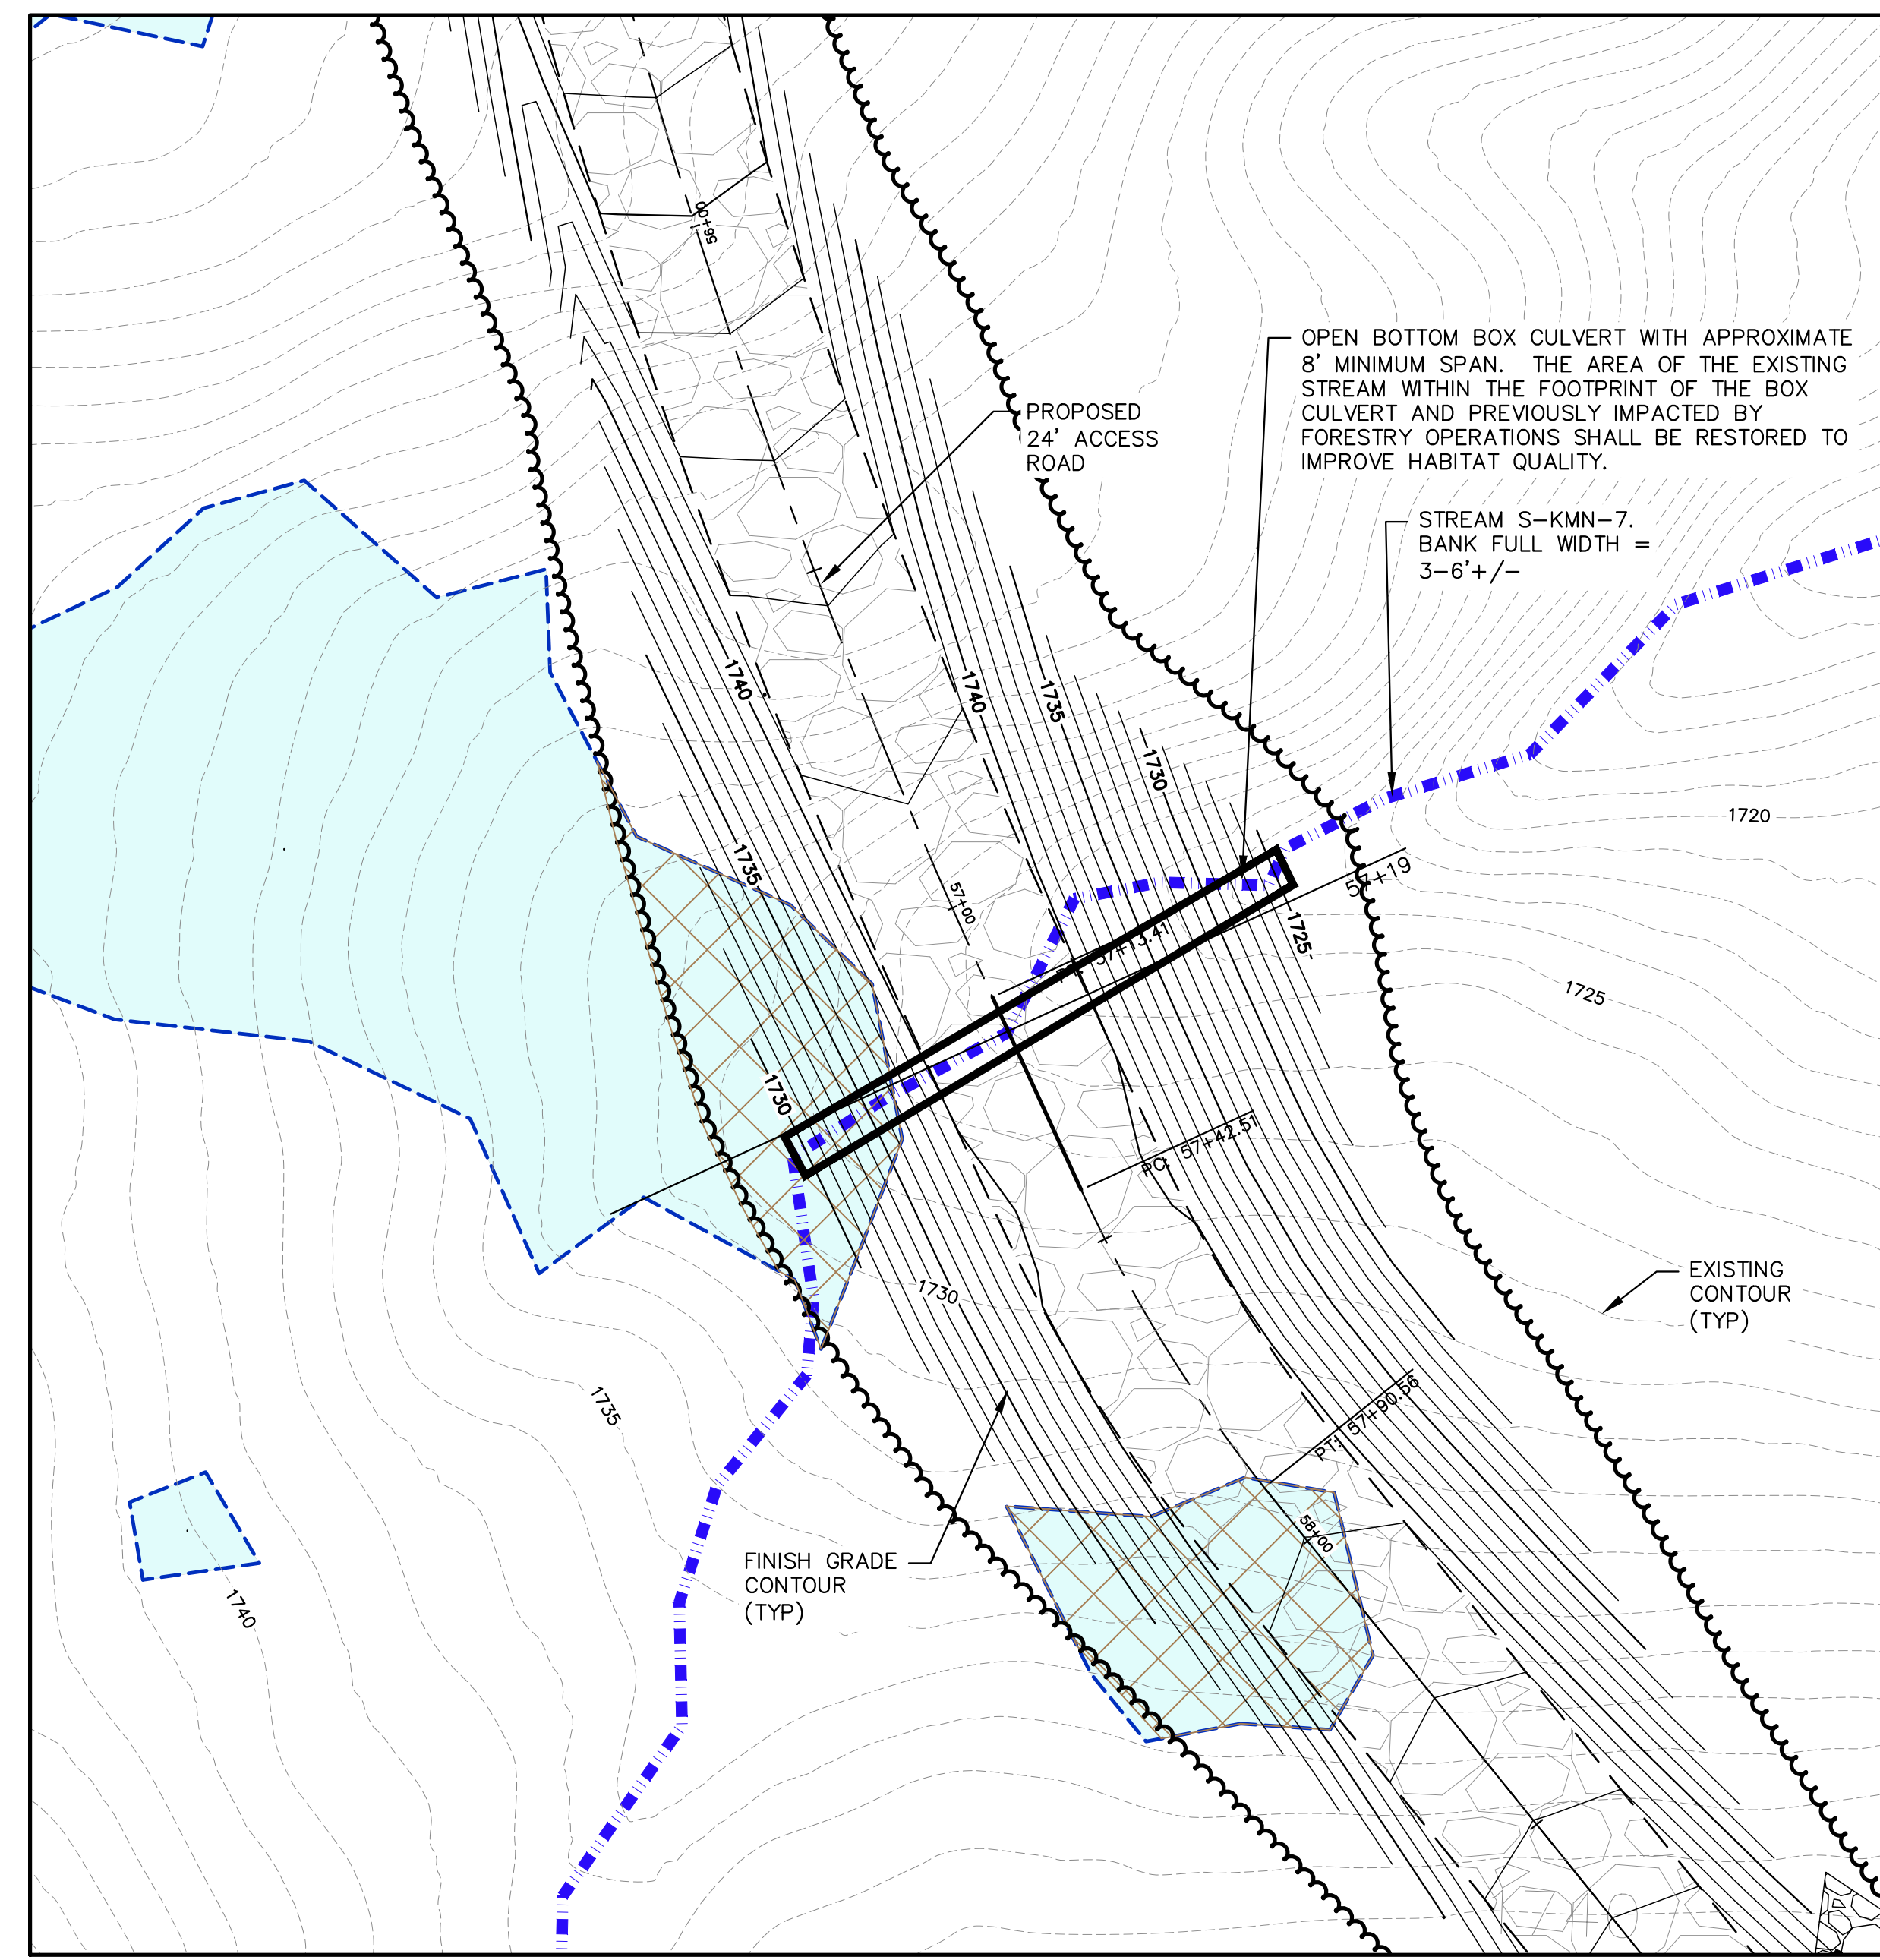 56+00
OPEN BOTTOM BOX CULVERT WITH APPROXIMATE
8' MINIMUM SPAN. THE AREA OF THE EXISTING
STREAM WITHIN THE FOOTPRINT OF THE BOX
CULVERT AND PREVIOUSLY IMPACTED BY
FORESTRY OPERATIONS SHALL BE RESTORED TO
IMPROVE HABITAT QUALITY.
PROPOSED
24' ACCESS
ROAD
STREAM S-KMN-7.
BANK FULL WIDTH =
3-6'+/-
1740
1740
1735
1730
1720
1735
57+00
57+19
1725
57+13.41
1725
1730
PC: 57+42.51
1730
EXISTING
CONTOUR
(TYP)
1735
PT: 57+90.56
58+00
FINISH GRADE
CONTOUR
(TYP)
1740